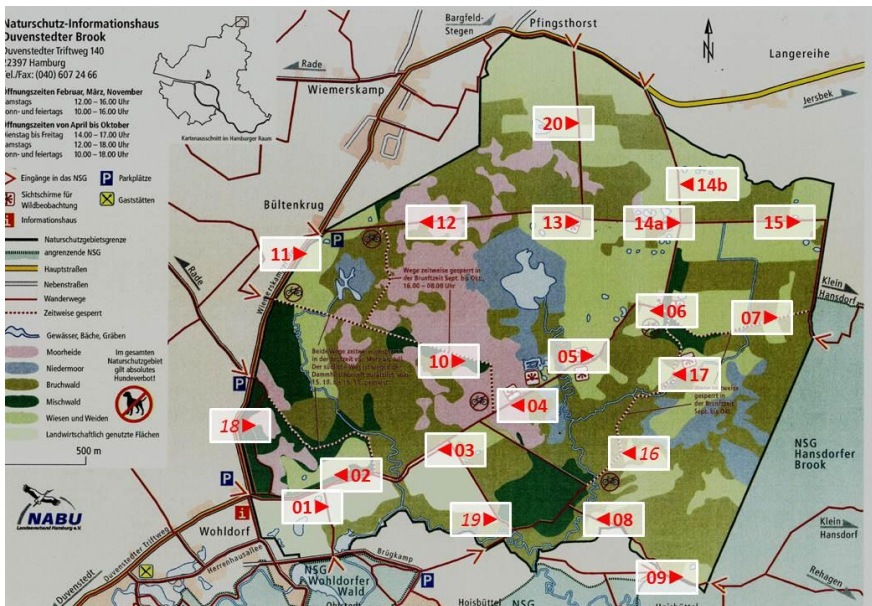 Naturschutz-Informationshaus
Duvenstedter Brook
Duvenstedter Triftweg 140
22397 Hamburg
Tel./Fax: (040) 607 24 66
Öffnungszeiten Februar, März, November
Samstags 12.00 – 16.00 Uhr
Sonn- und feiertags 10.00 – 16.00 Uhr
Öffnungszeiten von April bis Oktober
Dienstag bis Freitag 14.00 – 17.00 Uhr
Samstags 12.00 – 18.00 Uhr
Sonn- und feiertags 10.00 – 18.00 Uhr
Kartenausschnitt im Hamburger Raum
Eingänge in das NSG
P Parkplätze
Sichtschirme für
Wildbeobachtung
Gaststätten
i Informationshaus
Naturschutzgebietsgrenze
angrenzende NSG
Hauptstraßen
Nebenstraßen
Wanderwege
Zeitweise gesperrt
Gewässer, Bäche, Gräben
Moorheide
Niedermoor
Bruchwald
Mischwald
Wiesen und Weiden
Landwirtschaftlich genutzte Flächen
Im gesamten
Naturschutzgebiet
gilt absolutes
Hundeverbot!
500 m
NABU
Bargfeld-
Stegen
Pfingsthorst
N
Langereihe
Jersbek
Rade
Wiemerskamp
20
14b
Bültenkrug
12
13
14a
15
P
11
Wege zeitweise gesperrt in
der Brunftzeit Sept. bis Okt.
16.00 – 08.00 Uhr
Rade
Klein
Hansdorf
06
07
10
05
17
P
04
gesperrt in
der Brunftzeit
Sept. bis Okt.
18
03
16
NSG
Hansdorfer
Brook
02
P
01
i
Wohldorf
19
08
Klein
Hansdorf
Duvenstedter Triftweg
Herrenhausallee
Brügkamp
NSG
Wohldorfer
Wald
P
09
Rehagen
Duvenstedt
Hoisbüttel
NSG